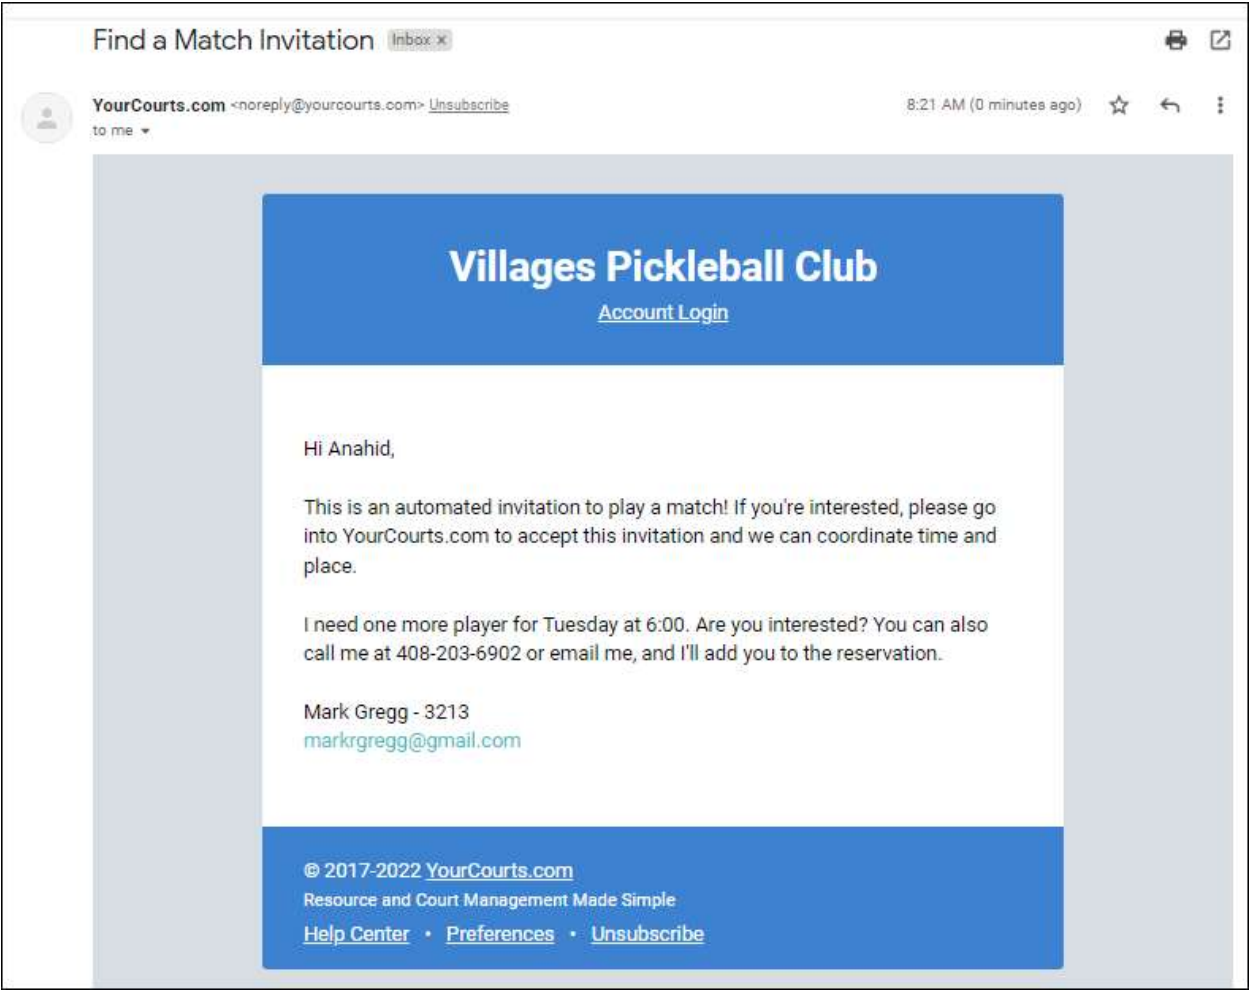 Find a Match Invitation Inbox x
YourCourts.com <noreply@yourcourts.com> Unsubscribe
8:21 AM (0 minutes ago)
to me
Villages Pickleball Club
Account Login
Hi Anahid,
This is an automated invitation to play a match! If you're interested, please go
into YourCourts.com to accept this invitation and we can coordinate time and
place.
I need one more player for Tuesday at 6:00. Are you interested? You can also
call me at 408-203-6902 or email me, and I'll add you to the reservation.
Mark Gregg - 3213
markrgregg@gmail.com
© 2017-2022 YourCourts.com
Resource and Court Management Made Simple
Help Center • Preferences • Unsubscribe